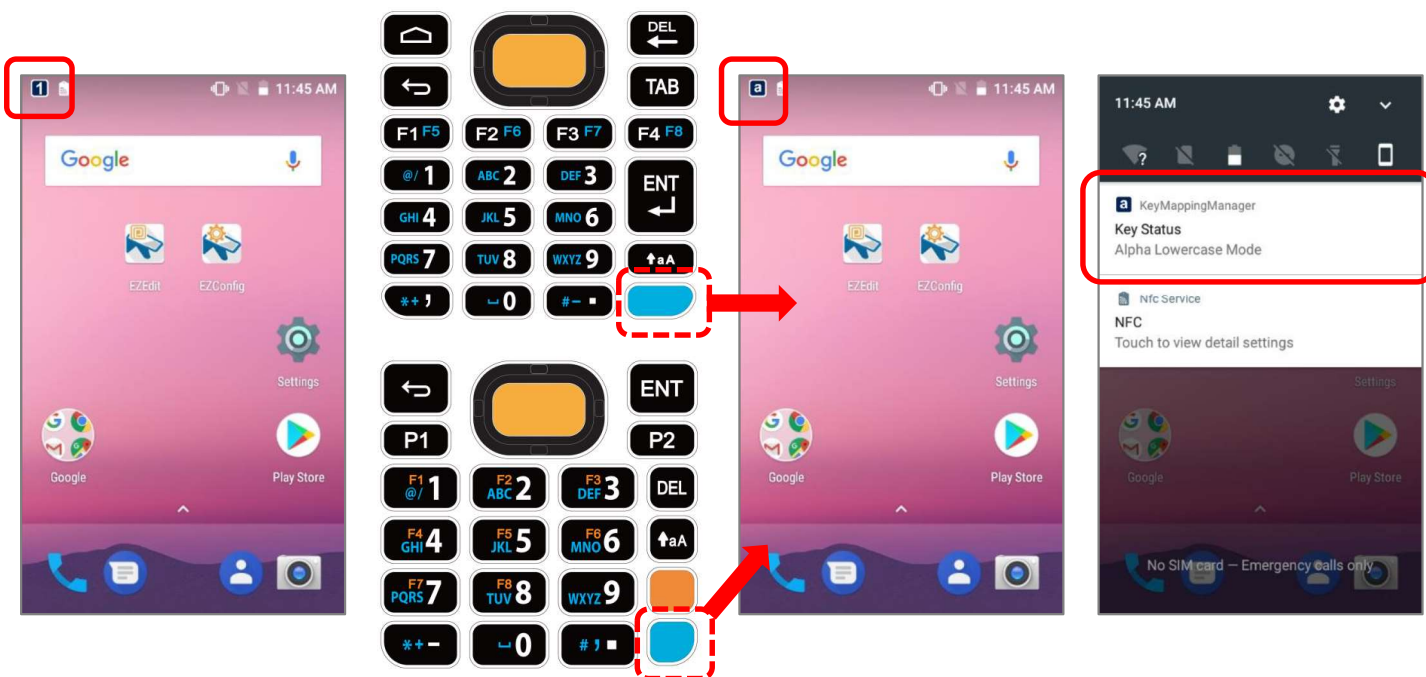 1
11:45 AM
Google
EZEdit
EZConfig
Settings
Google
Play Store
DEL
TAB
F1 F5
F2 F6
F3 F7
F4 F8
@/ 1
ABC 2
DEF 3
ENT
GHI 4
JKL 5
MNO 6
PQRS 7
TUV 8
WXYZ 9
aA
*+ ,
0
#- .
ENT
P1
P2
F1
@/ 1
F2
ABC 2
F3
DEF 3
DEL
F4
GHI 4
F5
JKL 5
F6
MNO 6
aA
F7
PQRS 7
F8
TUV 8
WXYZ 9
*+ -
0
# , .
a
11:45 AM
Google
EZEdit
EZConfig
Settings
Google
Play Store
11:45 AM
?
a KeyMappingManager
Key Status
Alpha Lowercase Mode
Nfc Service
NFC
Touch to view detail settings
Settings
Google
Play Store
No SIM card — Emergency calls only